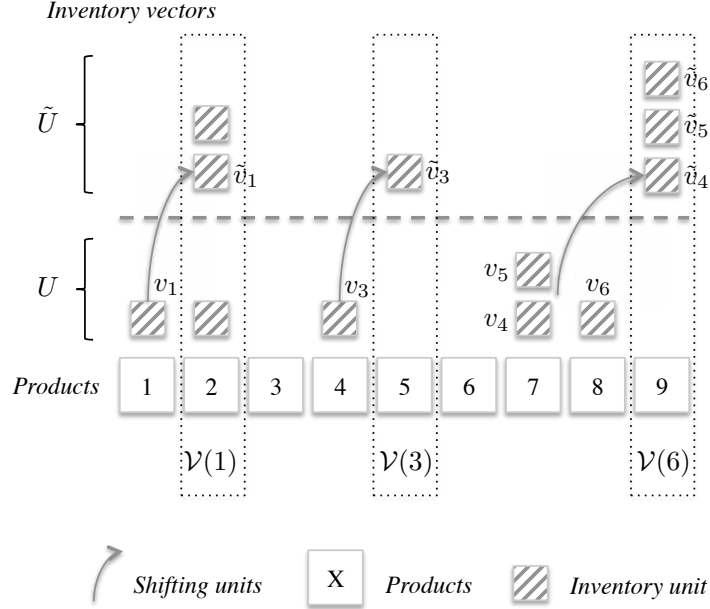 Inventory vectors
Ũ
ṽ₆
ṽ₅
ṽ₁
ṽ₃
ṽ₄
U
v₁
v₃
v₅
v₆
v₄
Products 1 2 3 4 5 6 7 8 9
𝒱(1) 𝒱(3) 𝒱(6)
Shifting units X Products Inventory unit